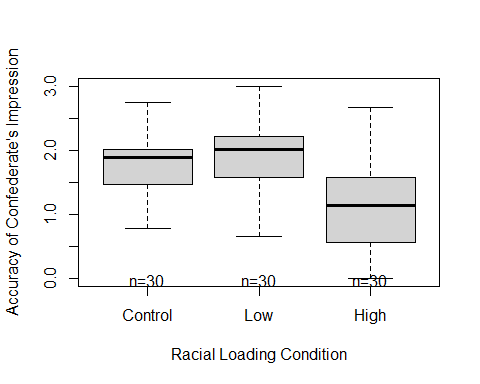 Accuracy of Confederate's Impression
3.0
2.0
1.0
0.0
n=30 n=30 n=30
Control Low High
Racial Loading Condition